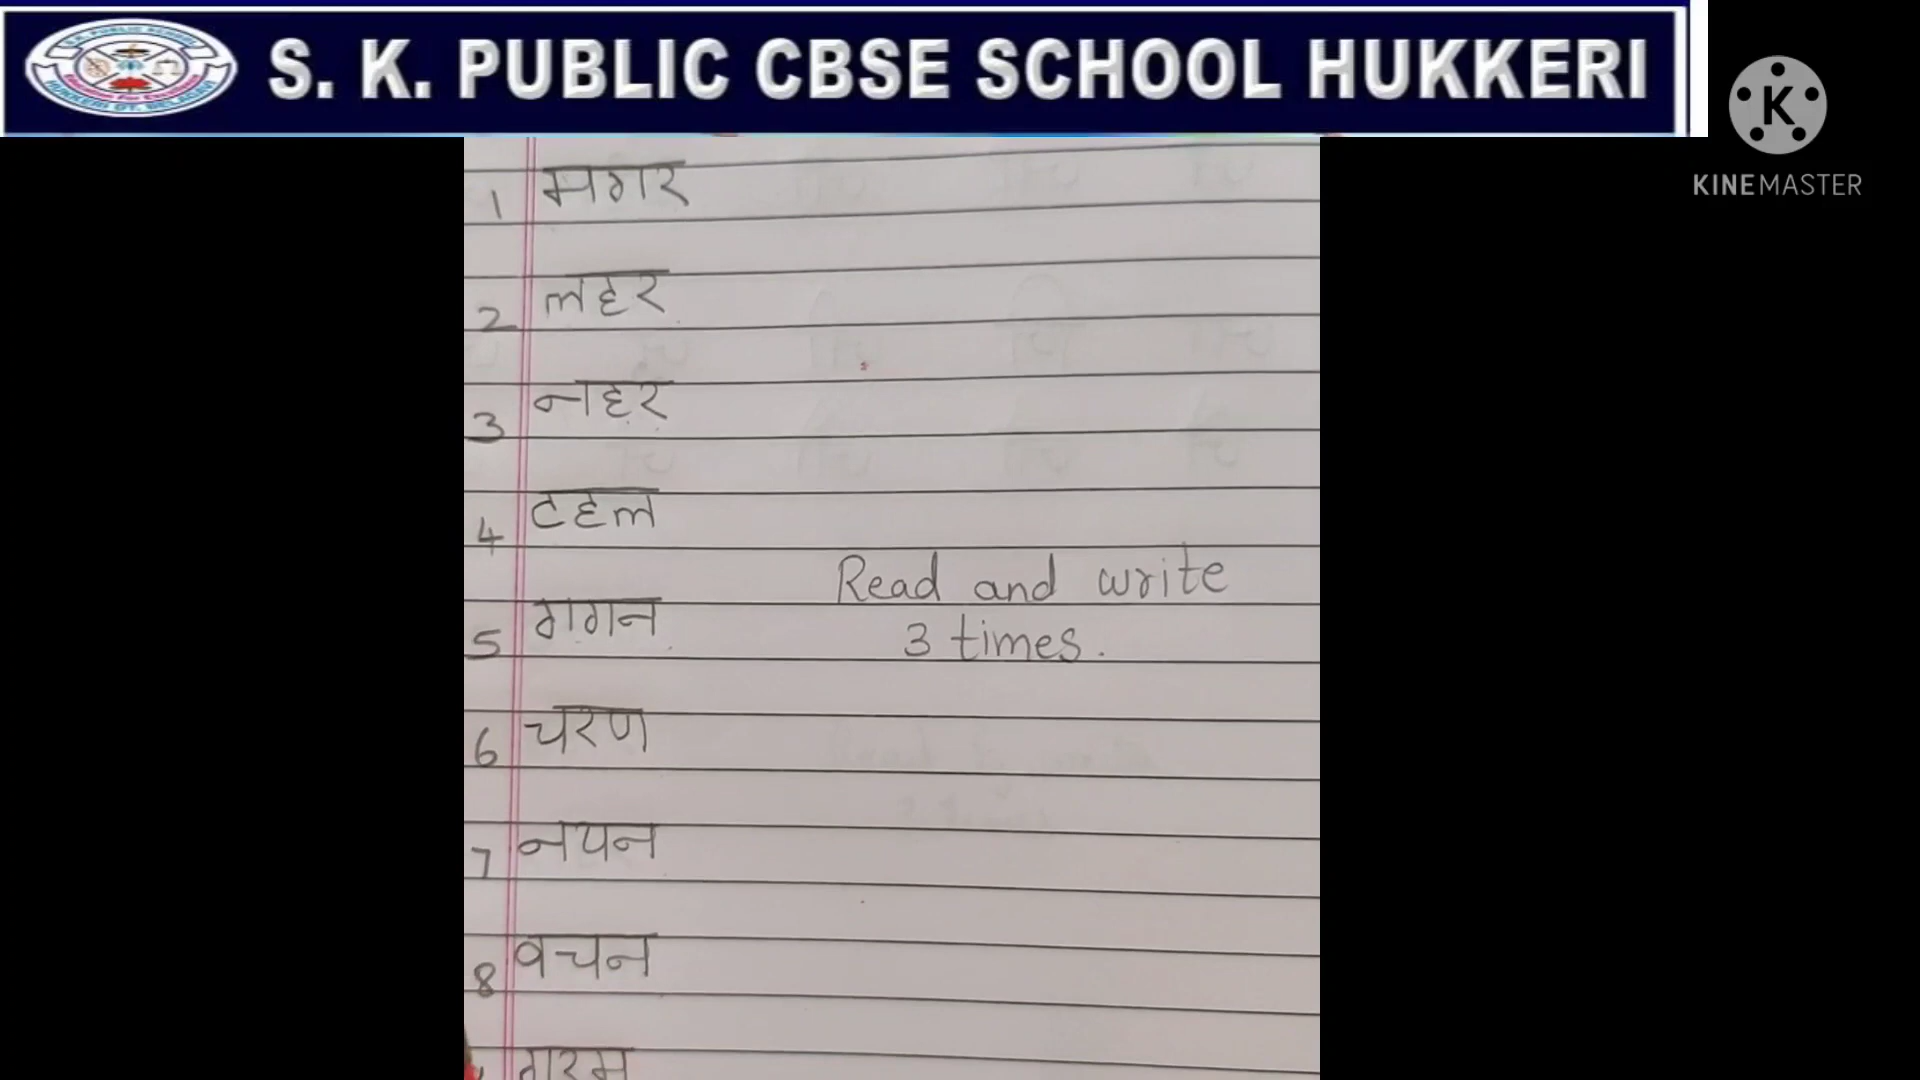 S. K. PUBLIC CBSE SCHOOL HUKKERI
K
KINEMASTER
1 मगर
2 लहर
3 नहर
4 टहल
Read and write
5 गगन
3 times.
6 चरण
7 नयन
8 वचन
गरम